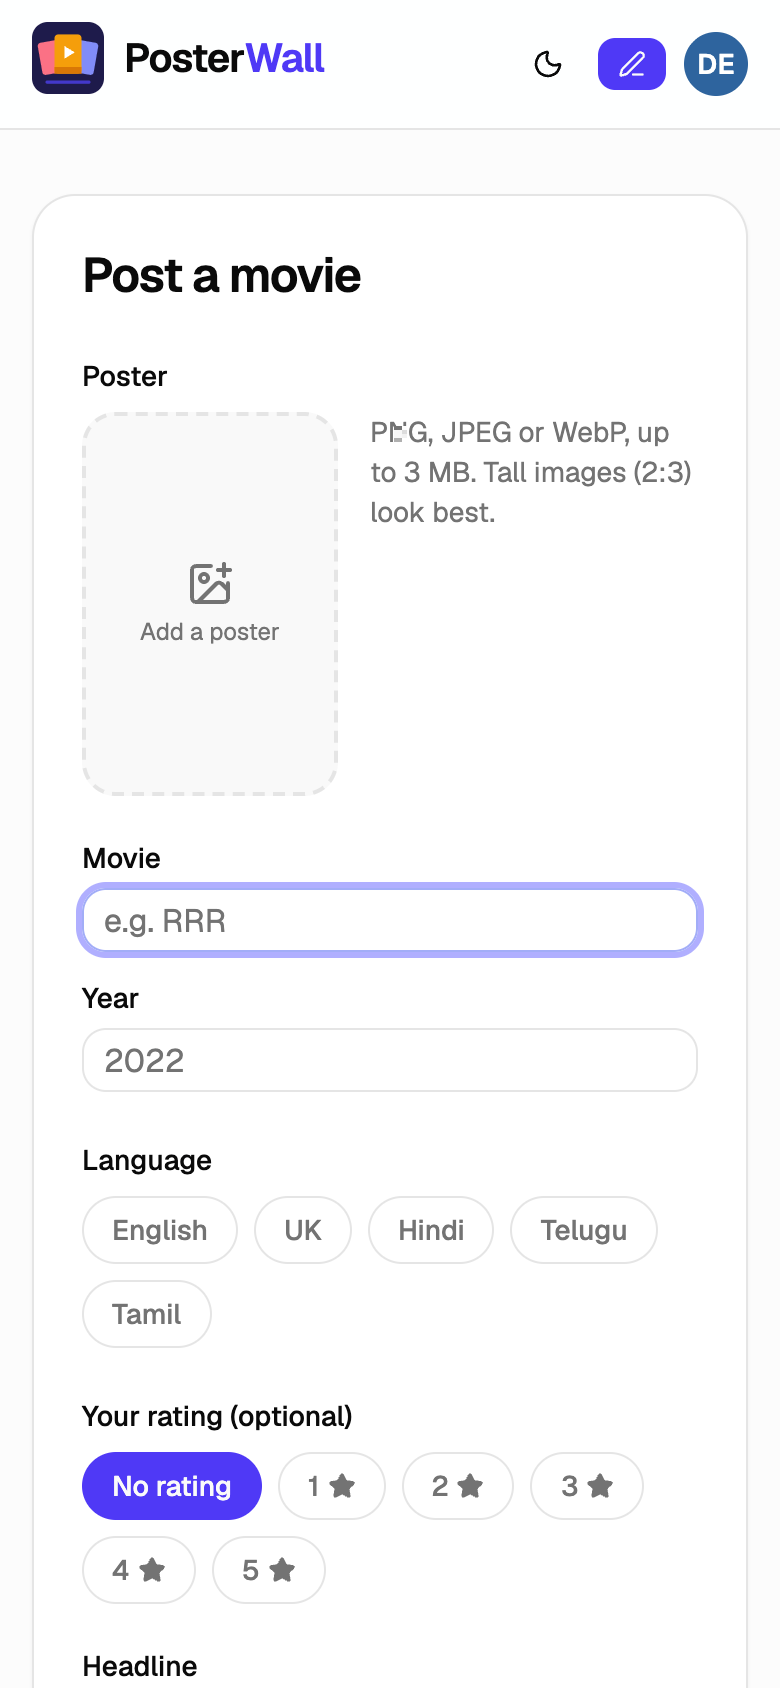 PosterWall
DE
Post a movie
Poster
PNG, JPEG or WebP, up
to 3 MB. Tall images (2:3)
look best.
Add a poster
Movie
e.g. RRR
Year
2022
Language
English
UK
Hindi
Telugu
Tamil
Your rating (optional)
No rating
1
2
3
4
5
Headline